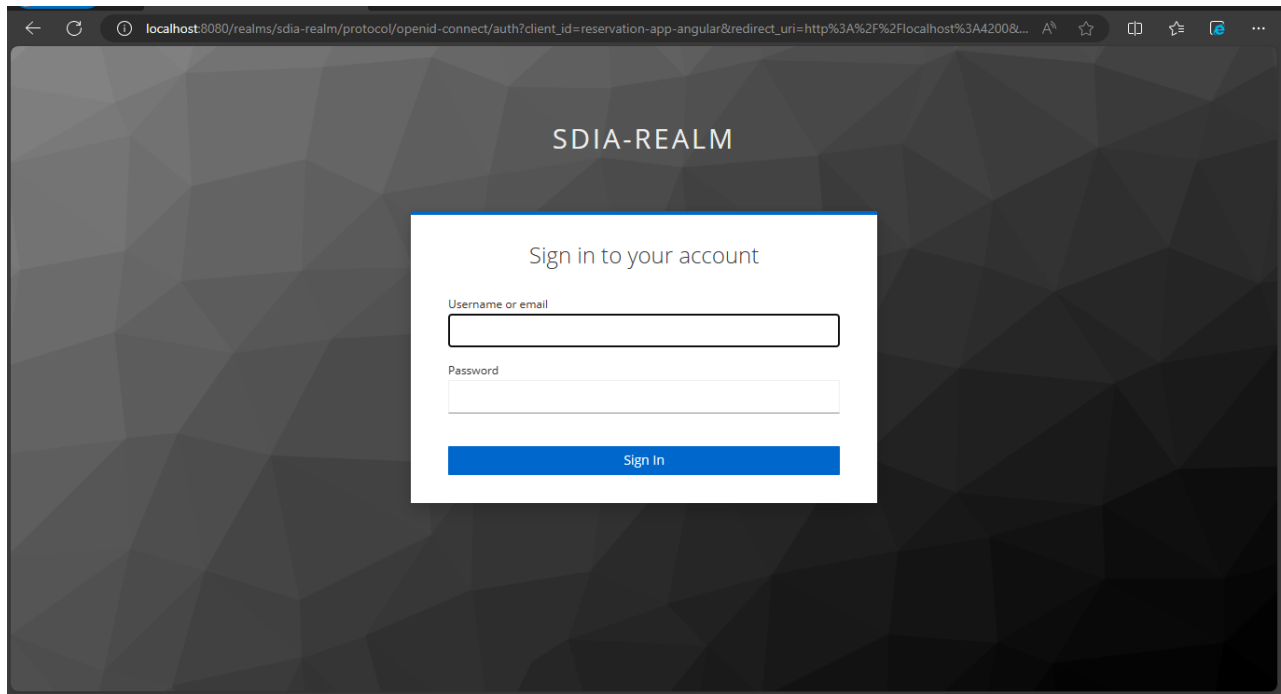 localhost:8080/realms/sdia-realm/protocol/openid-connect/auth?client_id=reservation-app-angular&redirect_uri=http%3A%2F%2Flocalhost%3A4200&...
SDIA-REALM
Sign in to your account
Username or email
Password
Sign In